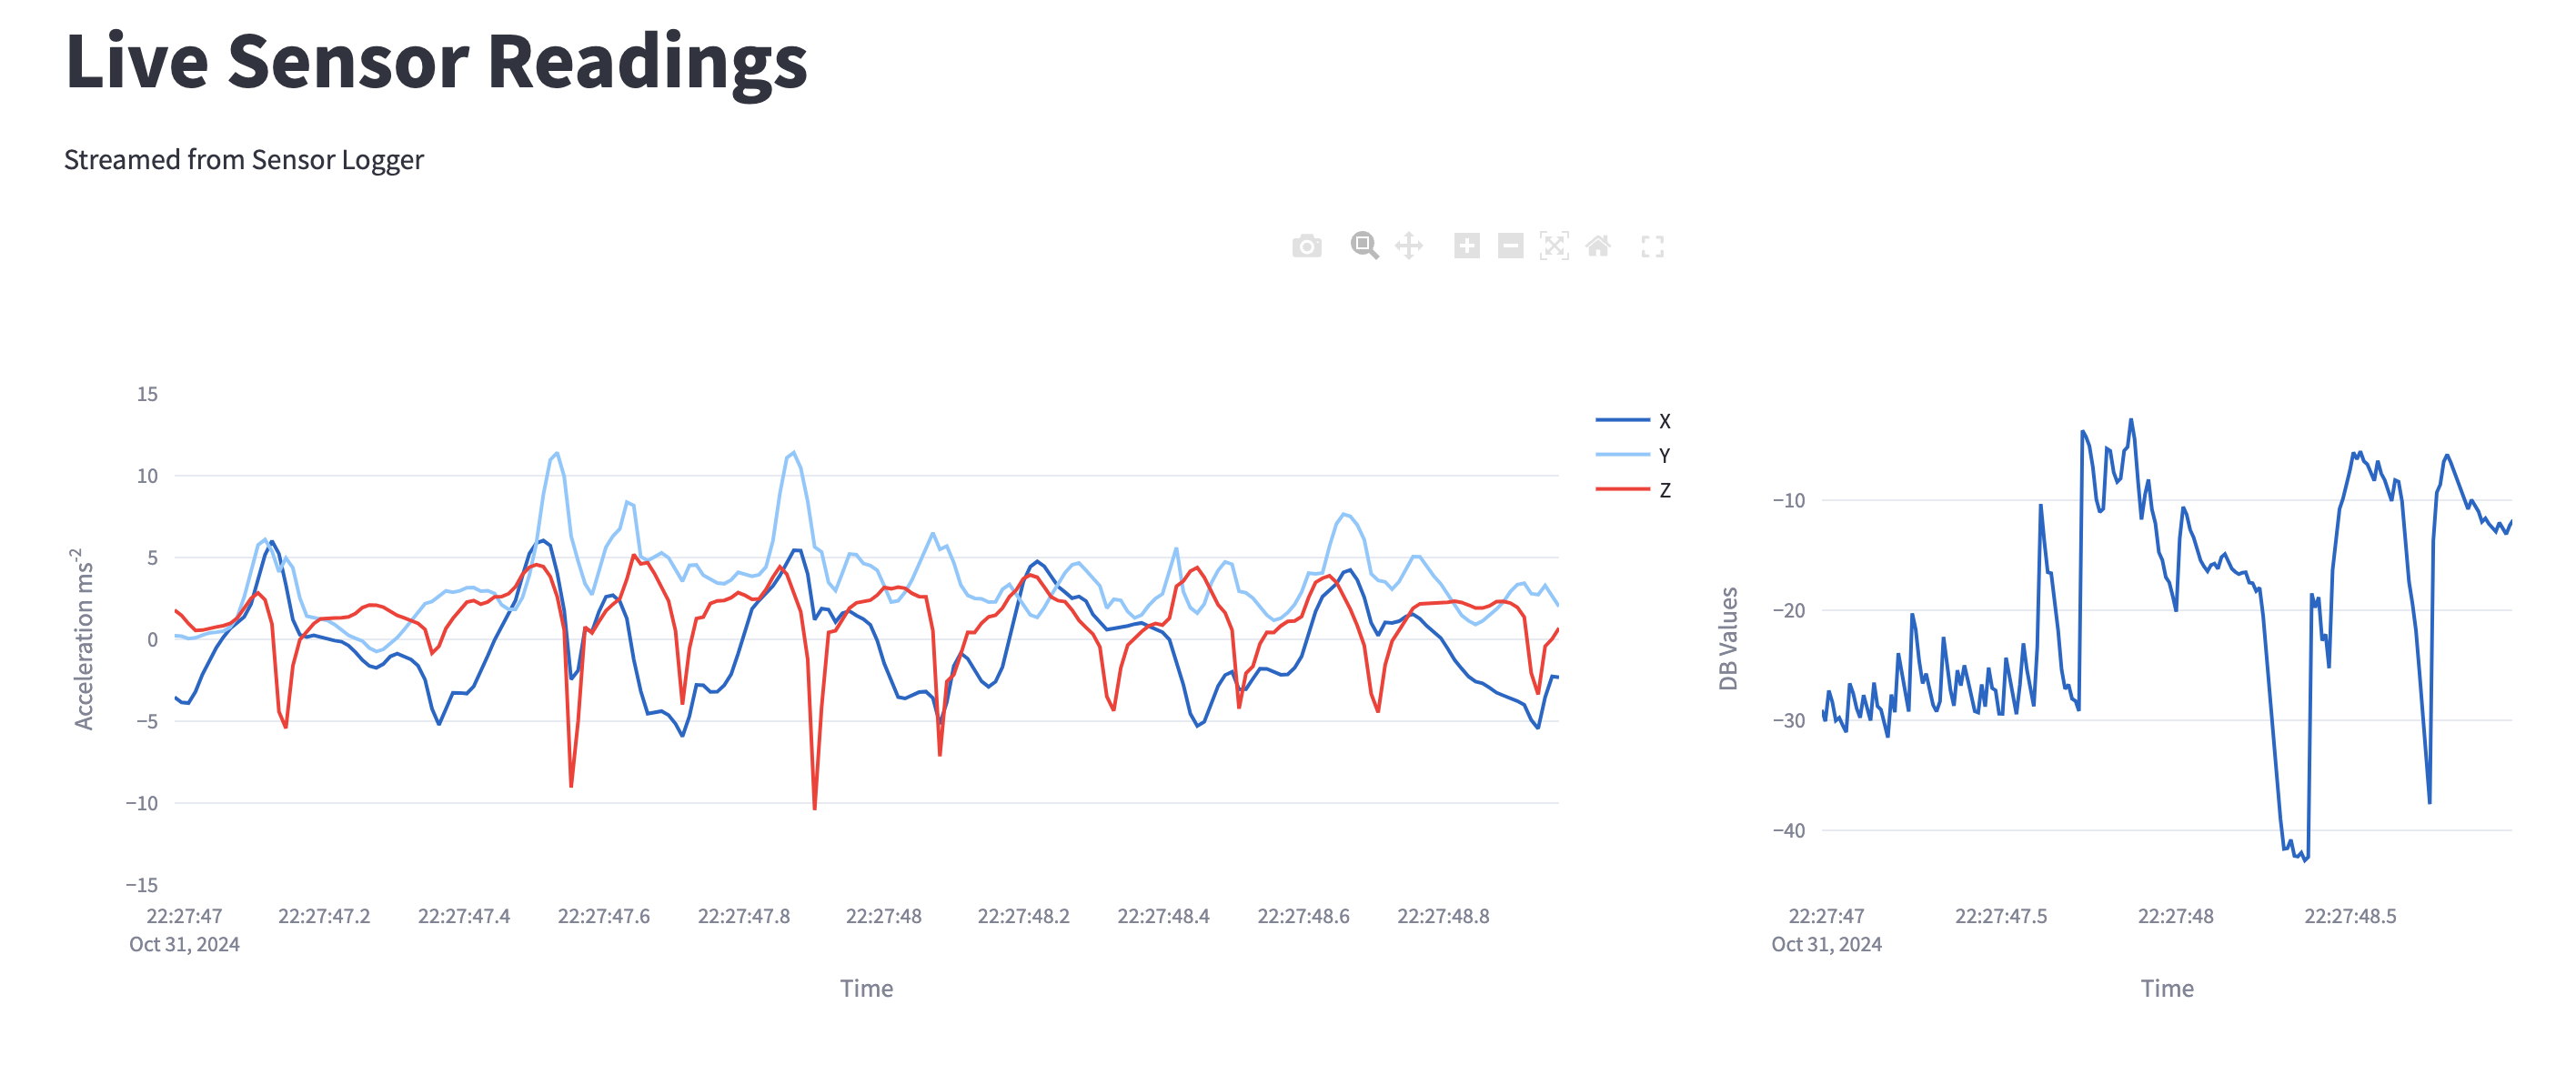 Live Sensor Readings
Streamed from Sensor Logger
15
10
5
0
−5
−10
−15
Acceleration ms-2
22:27:47
Oct 31, 2024
22:27:47.2
22:27:47.4
22:27:47.6
22:27:47.8
22:27:48
22:27:48.2
22:27:48.4
22:27:48.6
22:27:48.8
Time
X
Y
Z
−10
−20
−30
−40
DB Values
22:27:47
Oct 31, 2024
22:27:47.5
22:27:48
22:27:48.5
Time